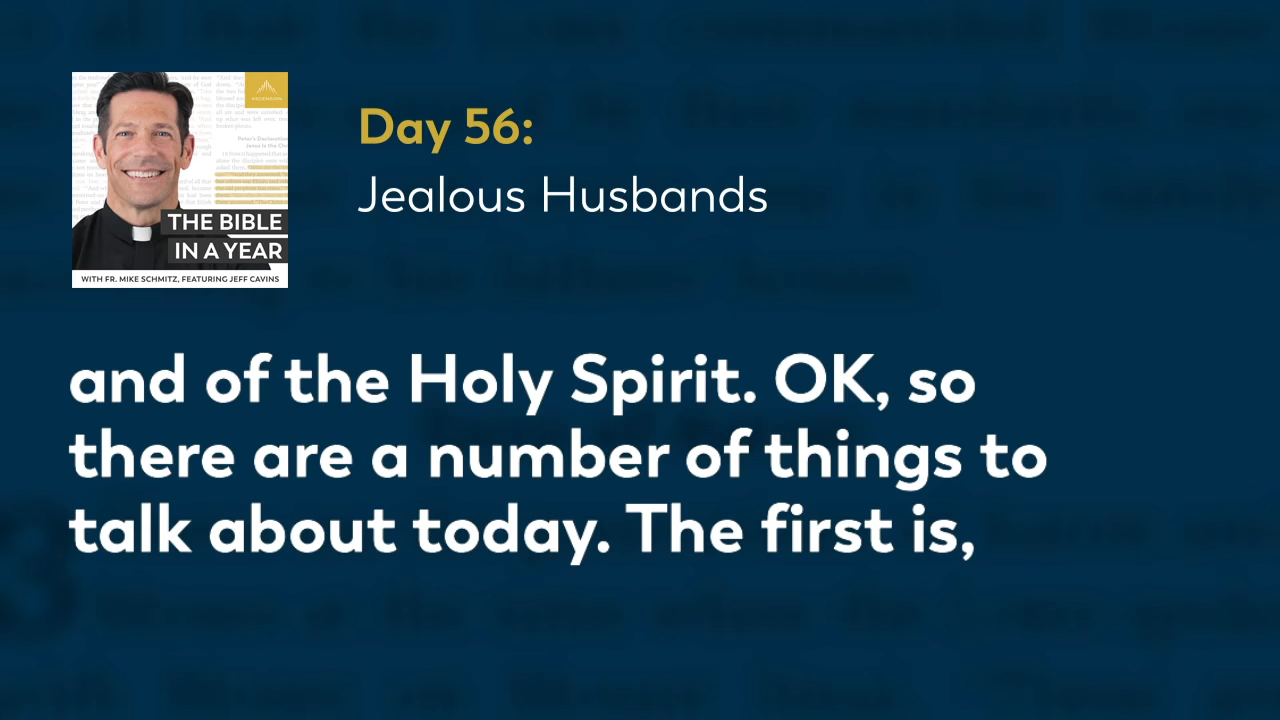 ASCENSION
THE BIBLE
IN A YEAR
WITH FR. MIKE SCHMITZ, FEATURING JEFF CAVINS
Day 56:
Jealous Husbands
and of the Holy Spirit. OK, so
there are a number of things to
talk about today. The first is,